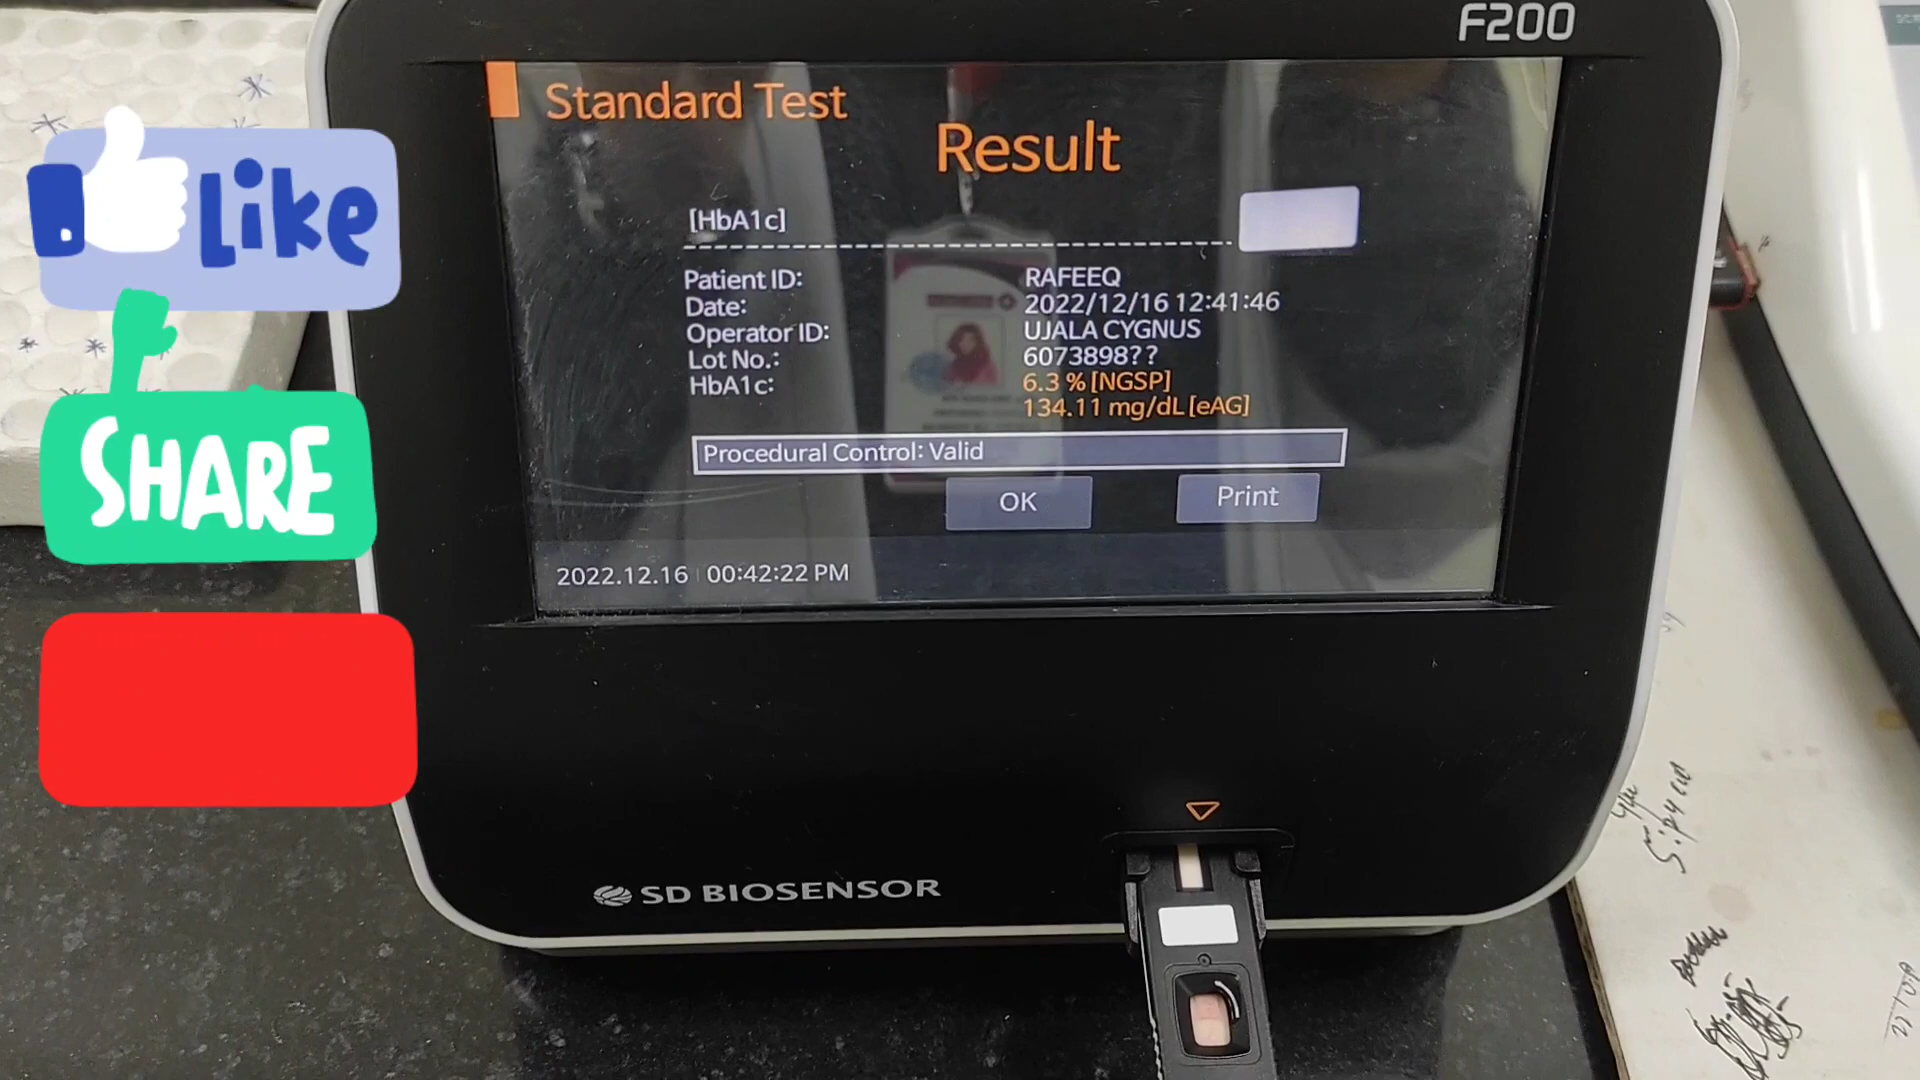 F200
Standard Test
Result
[HbA1c]
Patient ID: RAFEEQ
Date: 2022/12/16 12:41:46
Operator ID: UJALA CYGNUS
Lot No.: 6073898??
HbA1c: 6.3 % [NGSP]
134.11 mg/dL [eAG]
Procedural Control: Valid
OK Print
2022.12.16 00:42:22 PM
Like
SHARE
SD BIOSENSOR